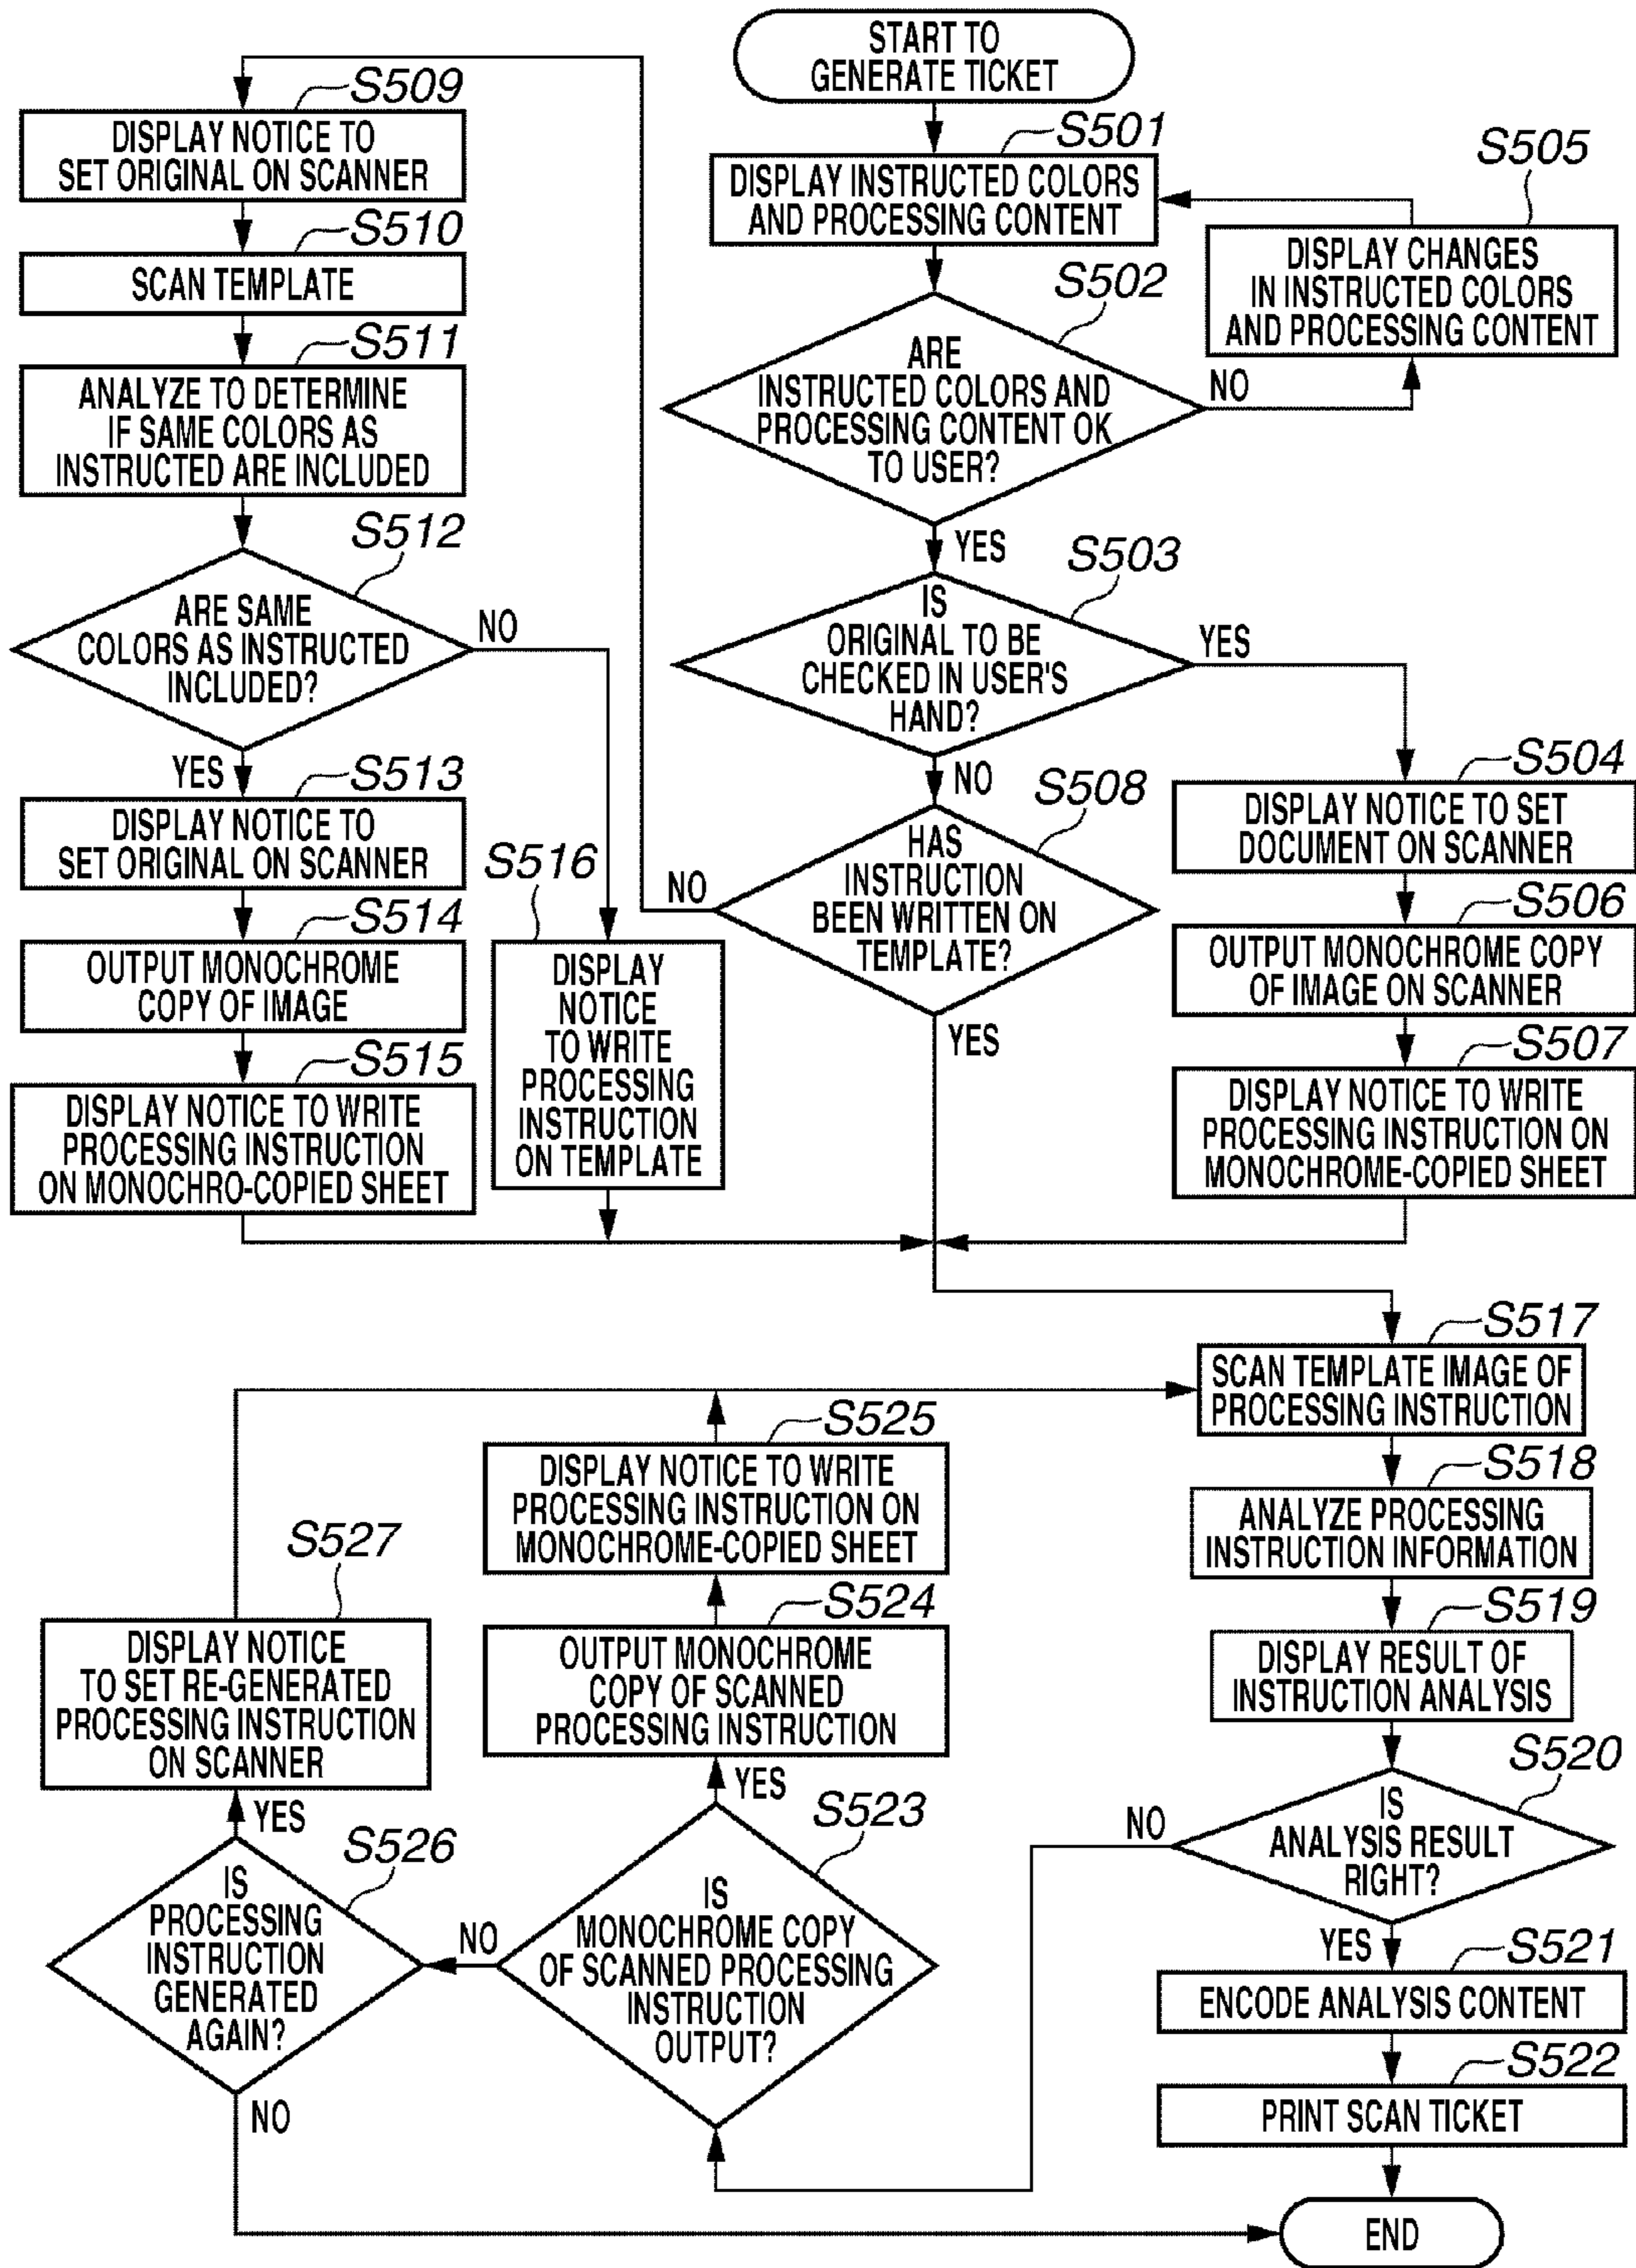 START TO
GENERATE TICKET
S501
DISPLAY INSTRUCTED COLORS
AND PROCESSING CONTENT
S505
DISPLAY CHANGES
IN INSTRUCTED COLORS
AND PROCESSING CONTENT
S502
ARE
INSTRUCTED COLORS AND
PROCESSING CONTENT OK
TO USER?
NO
YES
S503
IS
ORIGINAL TO BE
CHECKED IN USER'S
HAND?
YES
NO
S504
DISPLAY NOTICE TO SET
DOCUMENT ON SCANNER
S506
OUTPUT MONOCHROME COPY
OF IMAGE ON SCANNER
S507
DISPLAY NOTICE TO WRITE
PROCESSING INSTRUCTION ON
MONOCHROME-COPIED SHEET
S508
HAS
INSTRUCTION
BEEN WRITTEN ON
TEMPLATE?
NO
YES
S509
DISPLAY NOTICE TO
SET ORIGINAL ON SCANNER
S510
SCAN TEMPLATE
S511
ANALYZE TO DETERMINE
IF SAME COLORS AS
INSTRUCTED ARE INCLUDED
S512
ARE SAME
COLORS AS INSTRUCTED
INCLUDED?
NO
YES
S513
DISPLAY NOTICE TO
SET ORIGINAL ON SCANNER
S514
OUTPUT MONOCHROME
COPY OF IMAGE
S515
DISPLAY NOTICE TO WRITE
PROCESSING INSTRUCTION
ON MONOCHRO-COPIED SHEET
S516
DISPLAY
NOTICE
TO WRITE
PROCESSING
INSTRUCTION
ON TEMPLATE
S517
SCAN TEMPLATE IMAGE OF
PROCESSING INSTRUCTION
S518
ANALYZE PROCESSING
INSTRUCTION INFORMATION
S519
DISPLAY RESULT OF
INSTRUCTION ANALYSIS
S520
IS
ANALYSIS RESULT
RIGHT?
NO
YES
S521
ENCODE ANALYSIS CONTENT
S522
PRINT SCAN TICKET
END
S525
DISPLAY NOTICE TO WRITE
PROCESSING INSTRUCTION ON
MONOCHROME-COPIED SHEET
S524
OUTPUT MONOCHROME
COPY OF SCANNED
PROCESSING INSTRUCTION
YES
S523
IS
MONOCHROME COPY
OF SCANNED PROCESSING
INSTRUCTION
OUTPUT?
NO
S527
DISPLAY NOTICE
TO SET RE-GENERATED
PROCESSING INSTRUCTION
ON SCANNER
YES
S526
IS
PROCESSING
INSTRUCTION
GENERATED
AGAIN?
NO